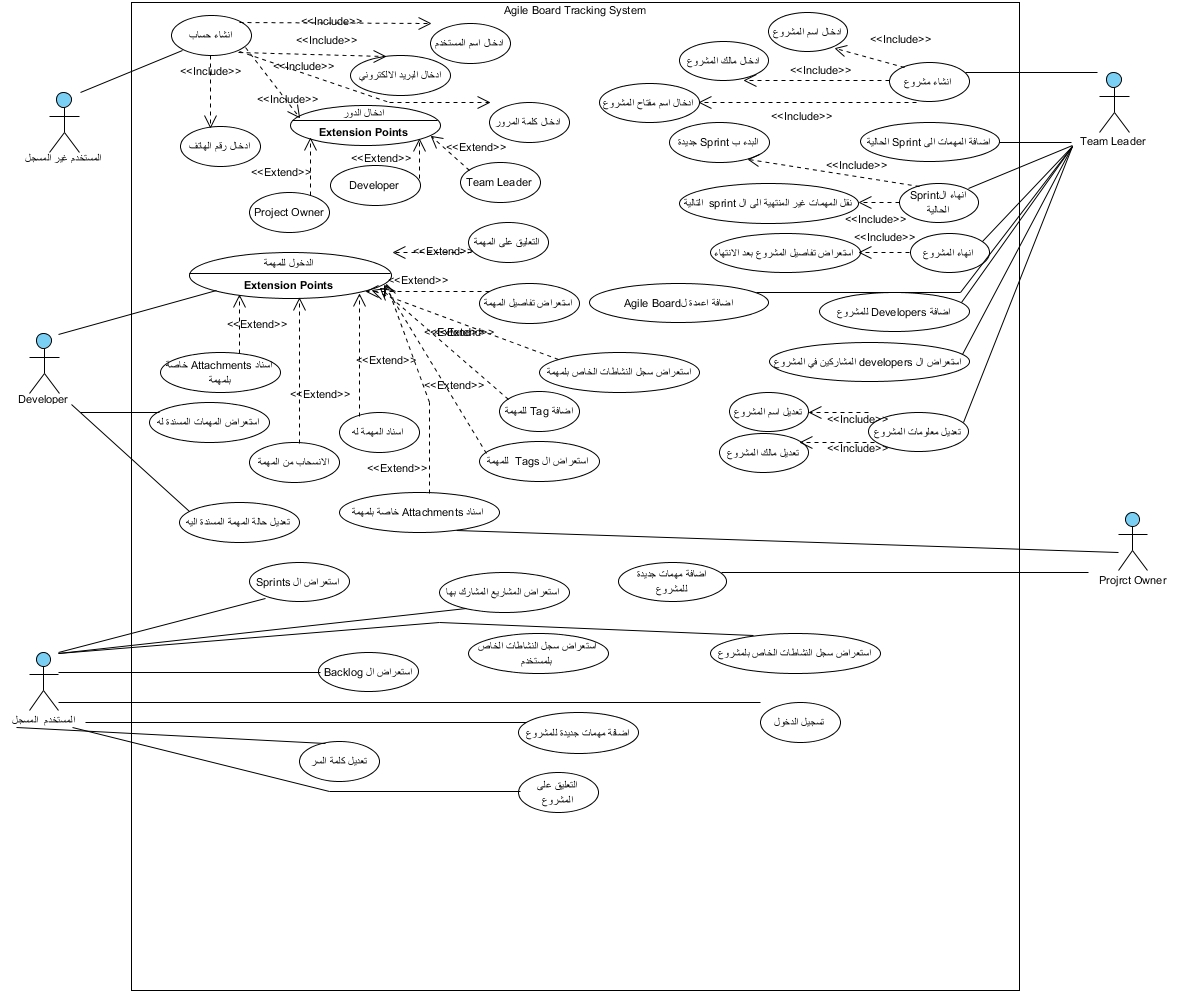 Agile Board Tracking System
انشاء حساب
<<Include>>
ادخال اسم المستخدم
<<Include>>
ادخال البريد الالكتروني
<<Include>>
<<Include>>
<<Include>>
ادخال رقم الهاتف
ادخال كلمة المرور
ادخال الدور
Extension Points
<<Extend>>
<<Extend>>
<<Extend>>
Project Owner
Developer
Team Leader
المستخدم غير المسجل
ادخال اسم المشروع
<<Include>>
ادخال مالك المشروع
<<Include>>
انشاء مشروع
ادخال اسم مفتاح المشروع
<<Include>>
Team Leader
البدء ب Sprint جديدة
اضافة المهمات الى Sprint الحالية
<<Include>>
انهاء الSprint
الحالية
نقل المهمات غير المنتهية الى ال sprint التالية
<<Include>>
<<Include>>
انهاء المشروع
استعراض تفاصيل المشروع بعد الانتهاء
اضافة اعمدة لAgile Board
اضافة Developers للمشروع
استعراض ال developers المشاركين في المشروع
تعديل اسم المشروع
<<Include>>
تعديل معلومات المشروع
<<Include>>
تعديل مالك المشروع
التعليق على المهمة
<<Extend>>
الدخول للمهمة
Extension Points
<<Extend>>
استعراض تفاصيل المهمة
<<Extend>>
<<Extend>>
<<Extend>>
<<Extend>>
<<Extend>>
<<Extend>>
<<Extend>>
استعراض سجل النشاطات الخاص بلمهمة
اسناد Attachments خاصة
بلمهمة
Developer
استعراض المهمات المسندة له
اسناد المهمة له
اضافة Tag للمهمة
الانسحاب من المهمة
استعراض ال Tags للمهمة
<<Extend>>
اسناد Attachments خاصة بلمهمة
تعديل حالة المهمة المسندة اليه
Projrct Owner
استعراض ال Sprints
استعراض المشاريع المشارك بها
اضافة مهمات جديدة
للمشروع
استعراض سجل النشاطات الخاص
بلمستخدم
استعراض سجل النشاطات الخاص بلمشروع
استعراض ال Backlog
المستخدم المسجل
تسجيل الدخول
اضافة مهمات جديدة للمشروع
تعديل كلمة السر
التعليق على
المشروع